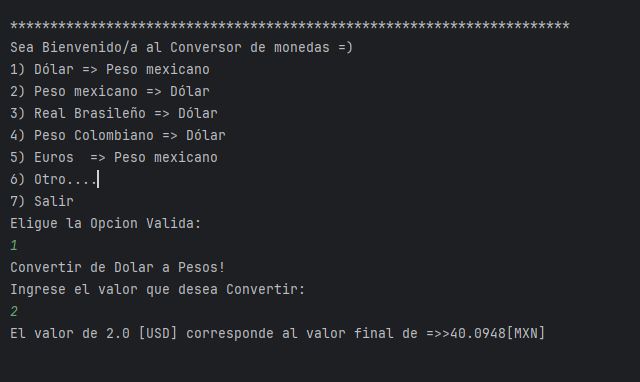 **********************************************************************
Sea Bienvenido/a al Conversor de monedas =)
1) Dólar => Peso mexicano
2) Peso mexicano => Dólar
3) Real Brasileño => Dólar
4) Peso Colombiano => Dólar
5) Euros  => Peso mexicano
6) Otro....
7) Salir
Eligue la Opcion Valida:
1
Convertir de Dolar a Pesos!
Ingrese el valor que desea Convertir:
2
El valor de 2.0 [USD] corresponde al valor final de =>>40.0948[MXN]